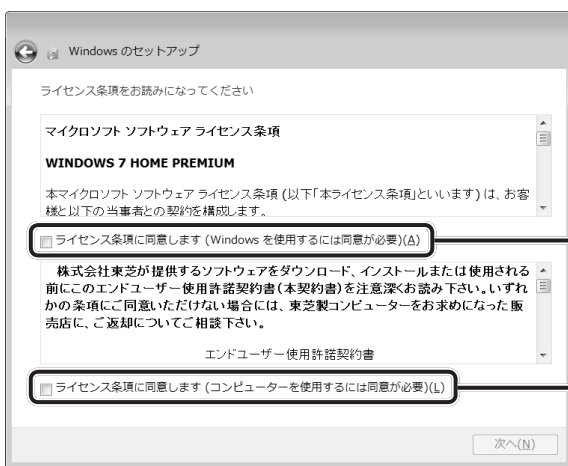 Windows のセットアップ
ライセンス条項をお読みになってください
マイクロソフト ソフトウェア ライセンス条項
WINDOWS 7 HOME PREMIUM
本マイクロソフト ソフトウェア ライセンス条項 (以下「本ライセンス条項」といいます) は、お客
様と以下の当事者との契約を構成します。
ライセンス条項に同意します (Windows を使用するには同意が必要)(A)
株式会社東芝が提供するソフトウェアをダウンロード、インストールまたは使用される
前にこのエンドユーザー使用許諾契約書(本契約書)を注意深くお読み下さい。いずれ
かの条項にご同意いただけない場合には、東芝製コンピューターをお求めになった販
売店に、ご返却についてご相談下さい。
エンドユーザー使用許諾契約書
ライセンス条項に同意します (コンピューターを使用するには同意が必要)(L)
次へ(N)